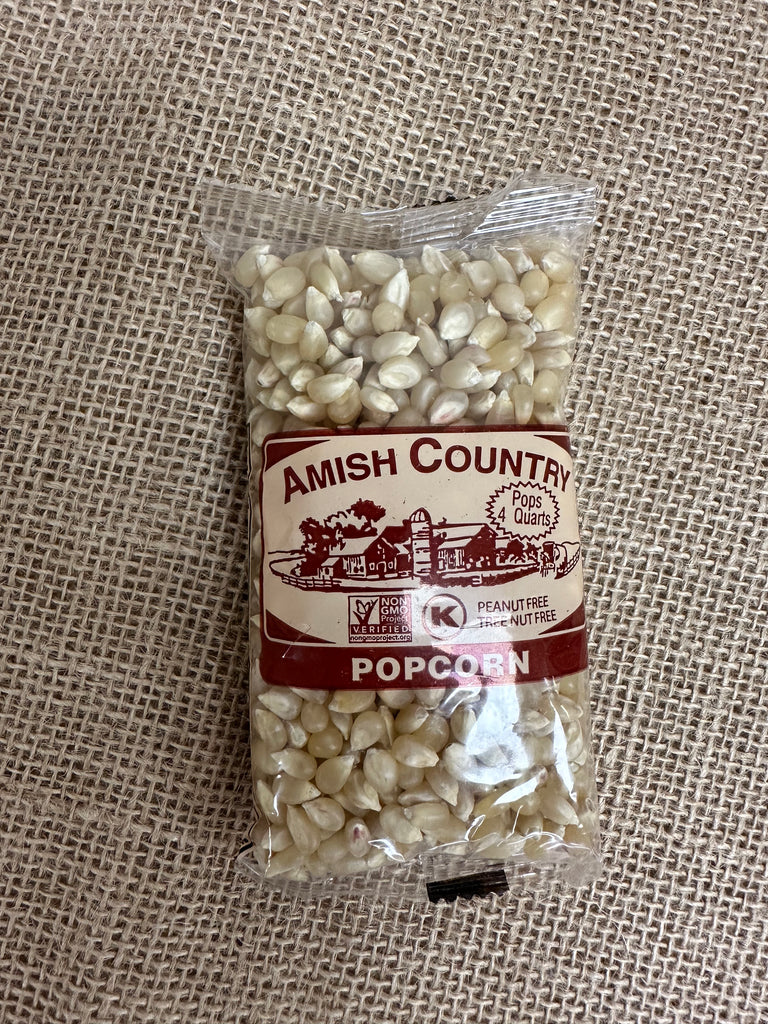 AMISH COUNTRY
Pops
4 Quarts
NON
GMO
Project
VERIFIED
nongmoproject.org
K
PEANUT FREE
TREE NUT FREE
POPCORN